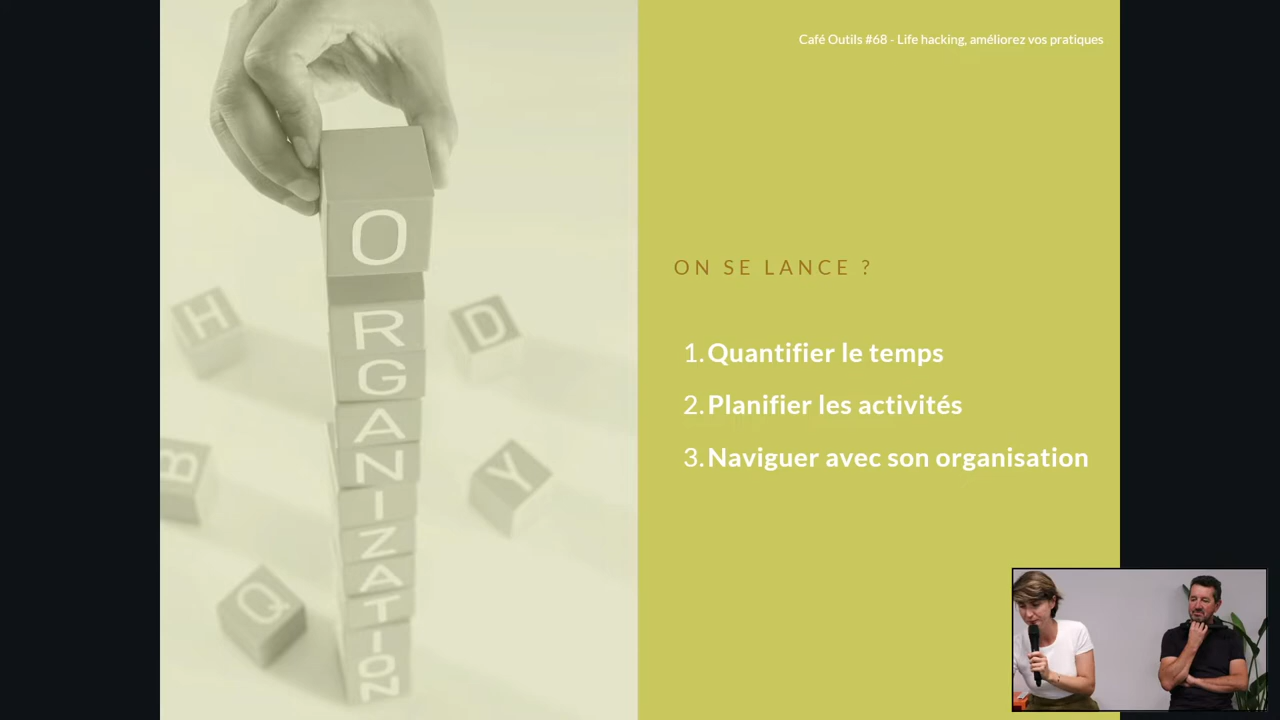 Café Outils #68 - Life hacking, améliorez vos pratiques
ON SE LANCE ?
1. Quantifier le temps
2. Planifier les activités
3. Naviguer avec son organisation
O
R
G
A
N
I
Z
A
T
I
O
N
H
D
B
Y
Q